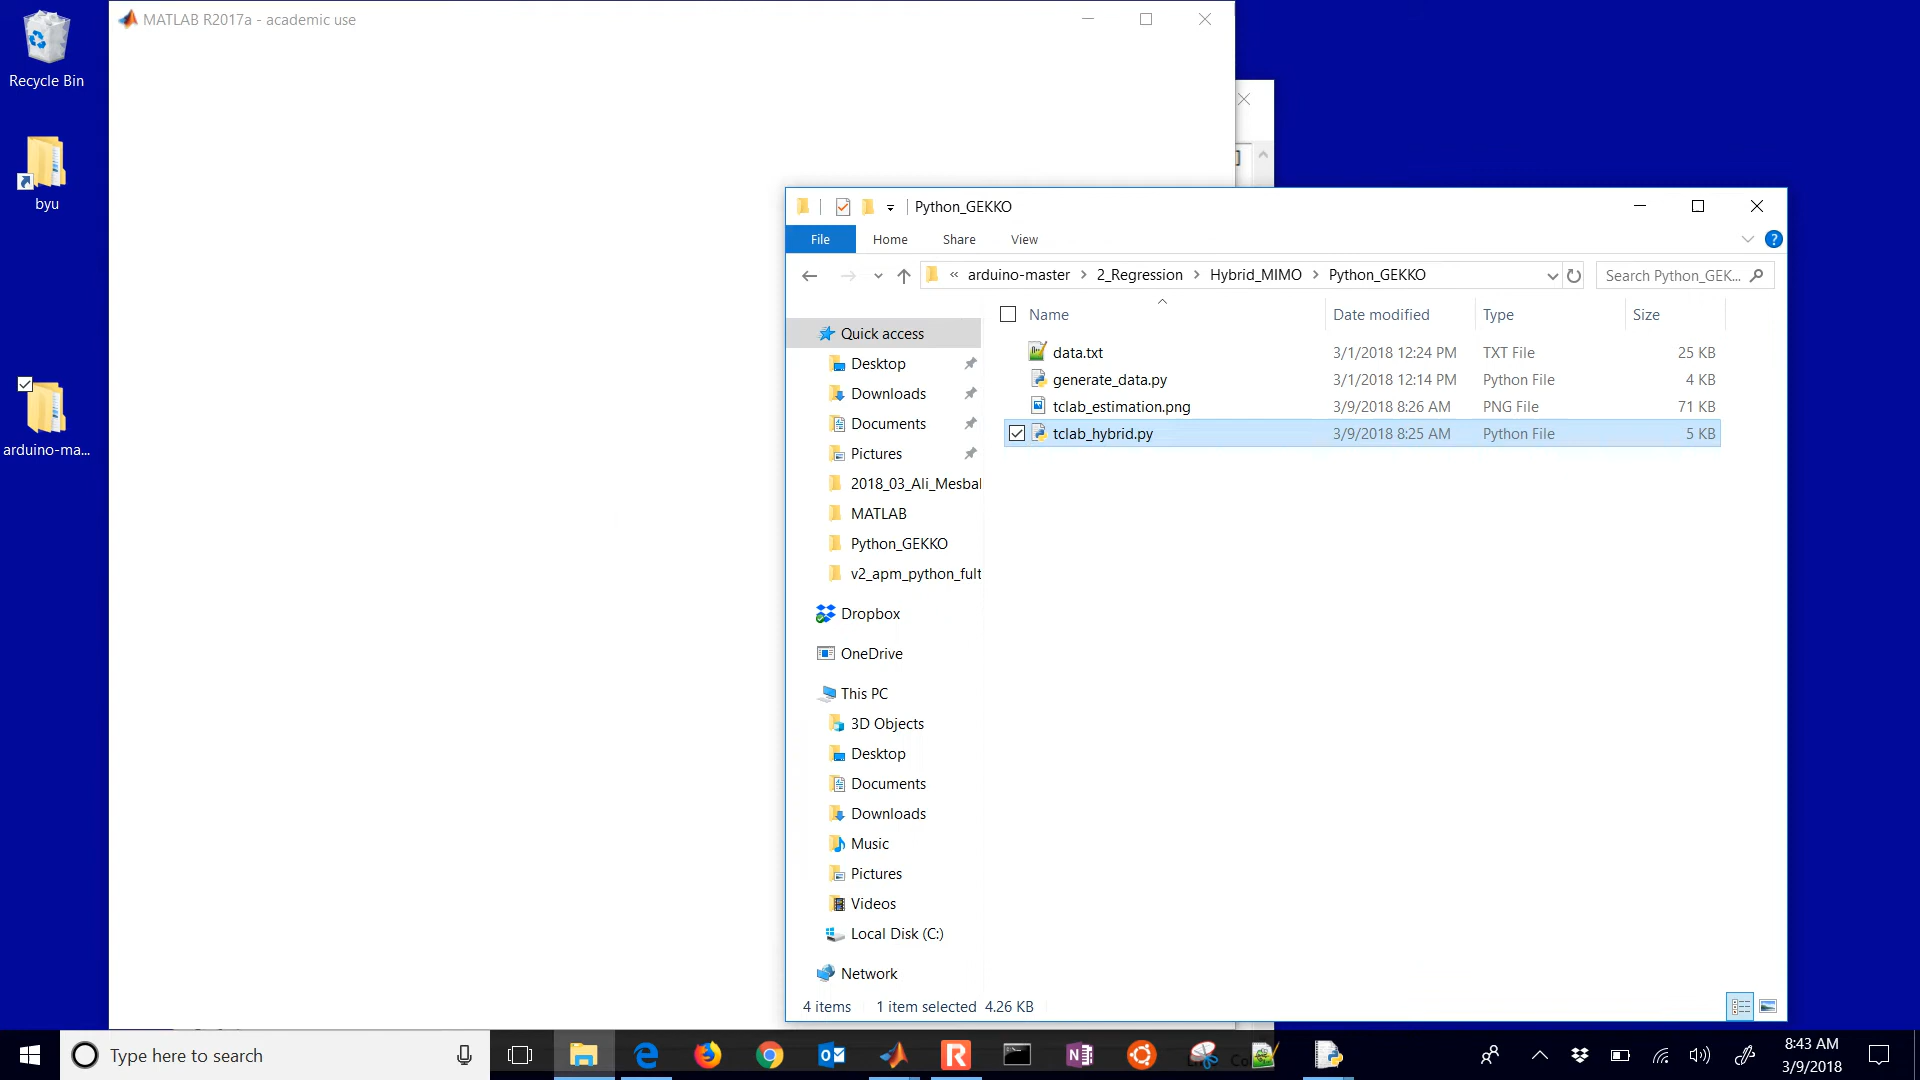 MATLAB R2017a - academic use
Recycle Bin
byu
arduino-ma...
Python_GEKKO
File Home Share View
« arduino-master > 2_Regression > Hybrid_MIMO > Python_GEKKO
Search Python_GEK...
Name Date modified Type Size
data.txt 3/1/2018 12:24 PM TXT File 25 KB
generate_data.py 3/1/2018 12:14 PM Python File 4 KB
tclab_estimation.png 3/9/2018 8:26 AM PNG File 71 KB
tclab_hybrid.py 3/9/2018 8:25 AM Python File 5 KB
Quick access
Desktop
Downloads
Documents
Pictures
2018_03_Ali_Mesbal
MATLAB
Python_GEKKO
v2_apm_python_fult
Dropbox
OneDrive
This PC
3D Objects
Desktop
Documents
Downloads
Music
Pictures
Videos
Local Disk (C:)
Network
4 items 1 item selected 4.26 KB
Type here to search
8:43 AM
3/9/2018